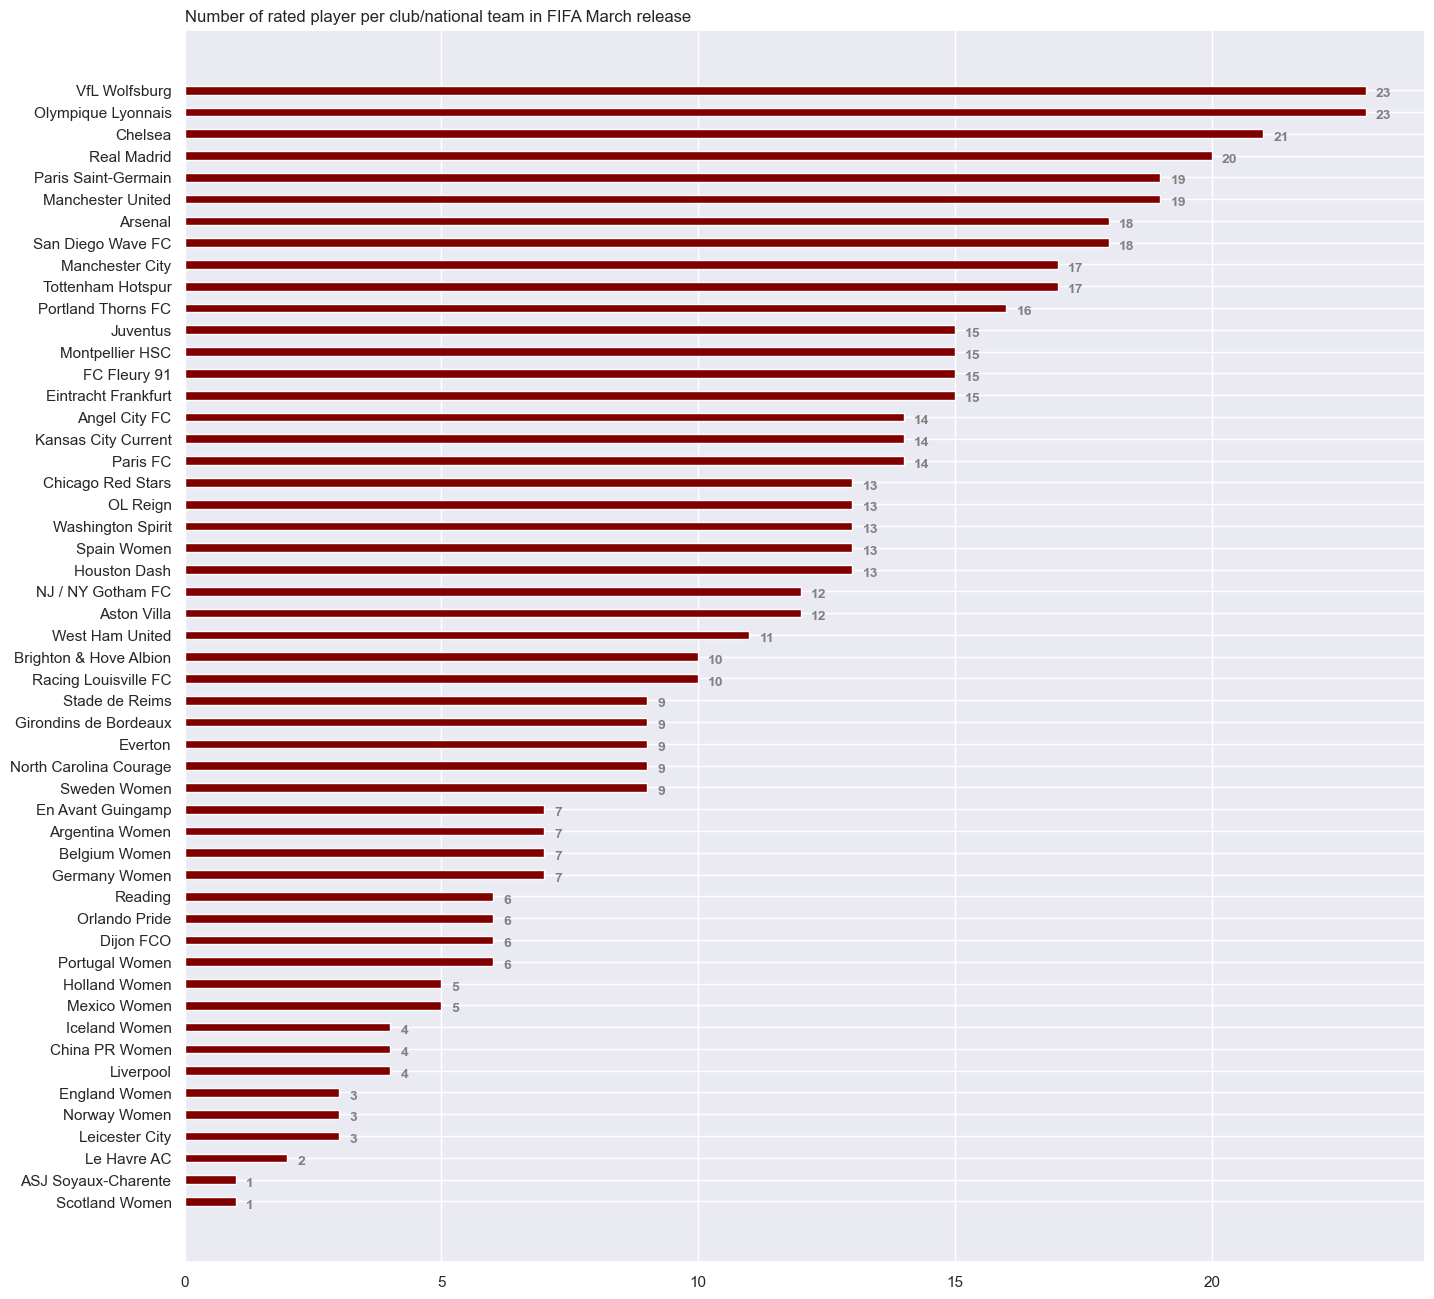 Number of rated player per club/national team in FIFA March release
VfL Wolfsburg 23
Olympique Lyonnais 23
Chelsea 21
Real Madrid 20
Paris Saint-Germain 19
Manchester United 19
Arsenal 18
San Diego Wave FC 18
Manchester City 17
Tottenham Hotspur 17
Portland Thorns FC 16
Juventus 15
Montpellier HSC 15
FC Fleury 91 15
Eintracht Frankfurt 15
Angel City FC 14
Kansas City Current 14
Paris FC 14
Chicago Red Stars 13
OL Reign 13
Washington Spirit 13
Spain Women 13
Houston Dash 13
NJ / NY Gotham FC 12
Aston Villa 12
West Ham United 11
Brighton & Hove Albion 10
Racing Louisville FC 10
Stade de Reims 9
Girondins de Bordeaux 9
Everton 9
North Carolina Courage 9
Sweden Women 9
En Avant Guingamp 7
Argentina Women 7
Belgium Women 7
Germany Women 7
Reading 6
Orlando Pride 6
Dijon FCO 6
Portugal Women 6
Holland Women 5
Mexico Women 5
Iceland Women 4
China PR Women 4
Liverpool 4
England Women 3
Norway Women 3
Leicester City 3
Le Havre AC 2
ASJ Soyaux-Charente 1
Scotland Women 1
0 5 10 15 20